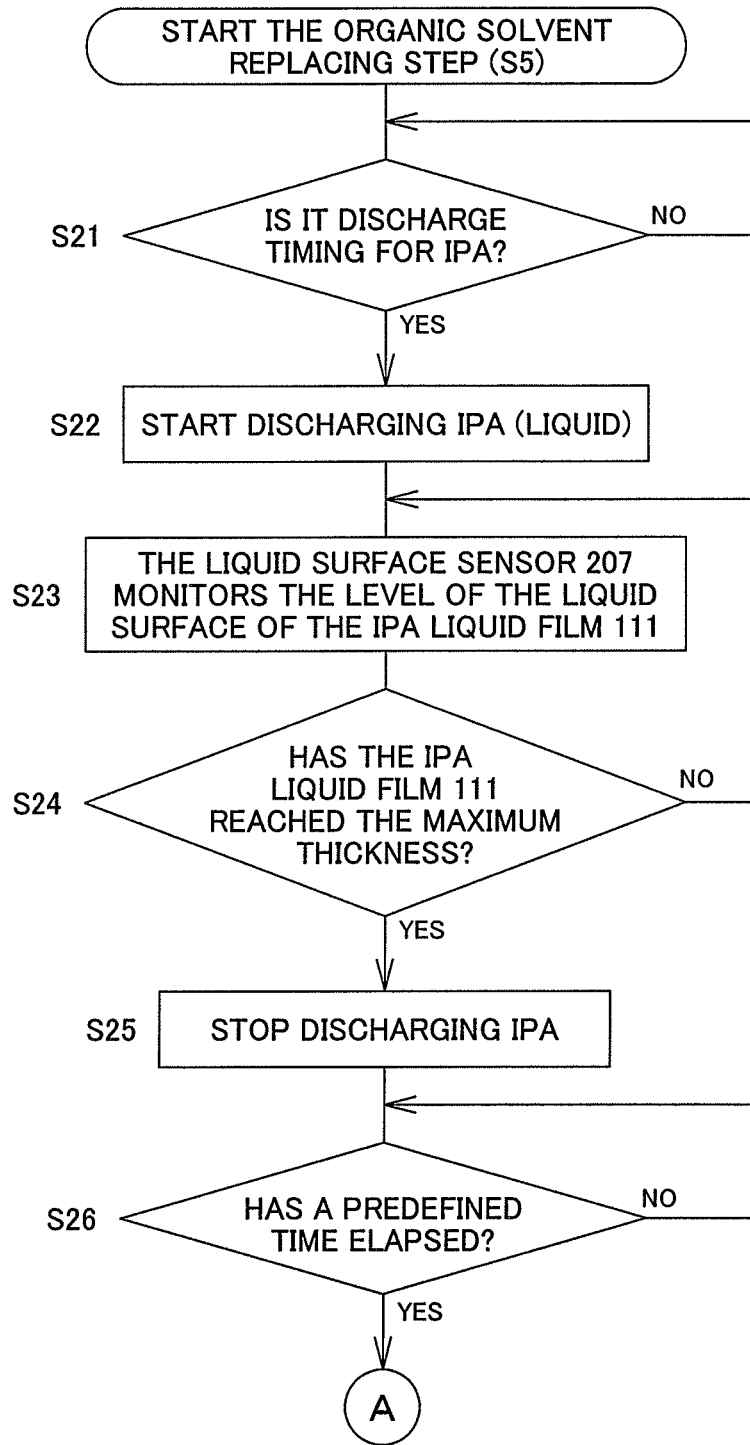 START THE ORGANIC SOLVENT
REPLACING STEP (S5)
S21
IS IT DISCHARGE
TIMING FOR IPA?
NO
YES
S22
START DISCHARGING IPA (LIQUID)
S23
THE LIQUID SURFACE SENSOR 207
MONITORS THE LEVEL OF THE LIQUID
SURFACE OF THE IPA LIQUID FILM 111
S24
HAS THE IPA
LIQUID FILM 111
REACHED THE MAXIMUM
THICKNESS?
NO
YES
S25
STOP DISCHARGING IPA
S26
HAS A PREDEFINED
TIME ELAPSED?
NO
YES
A